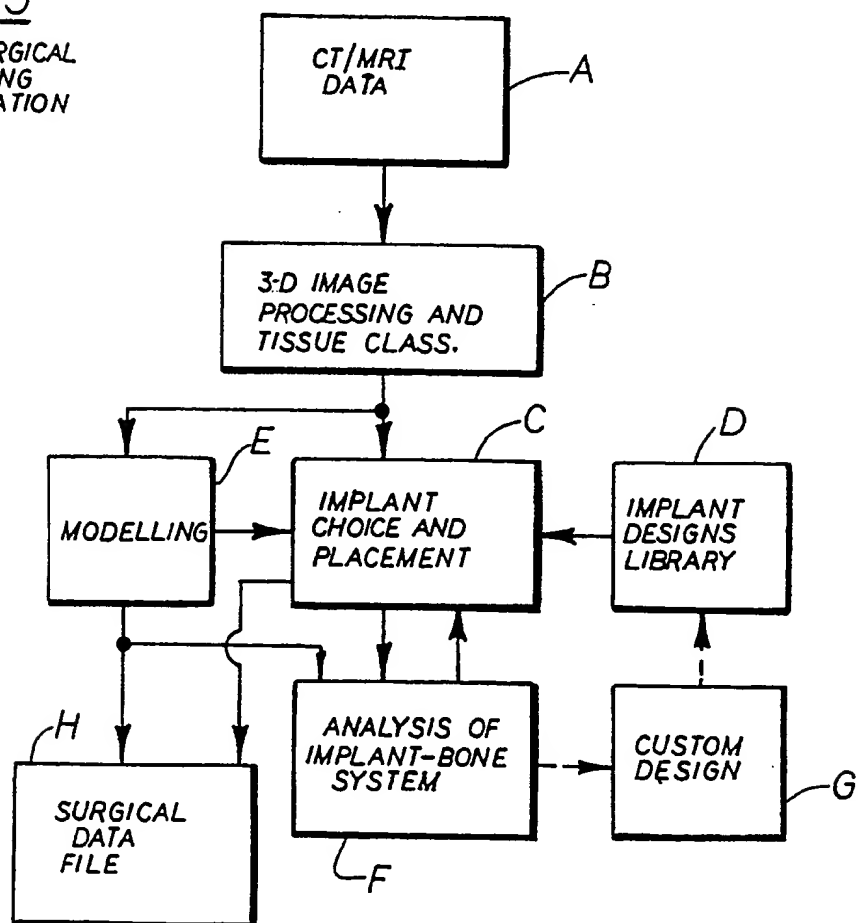 CT/MRI
DATA
A
3-D IMAGE
PROCESSING AND
TISSUE CLASS.
B
E
C
D
MODELLING
IMPLANT
CHOICE AND
PLACEMENT
IMPLANT
DESIGNS
LIBRARY
H
SURGICAL
DATA
FILE
ANALYSIS OF
IMPLANT-BONE
SYSTEM
F
CUSTOM
DESIGN
G